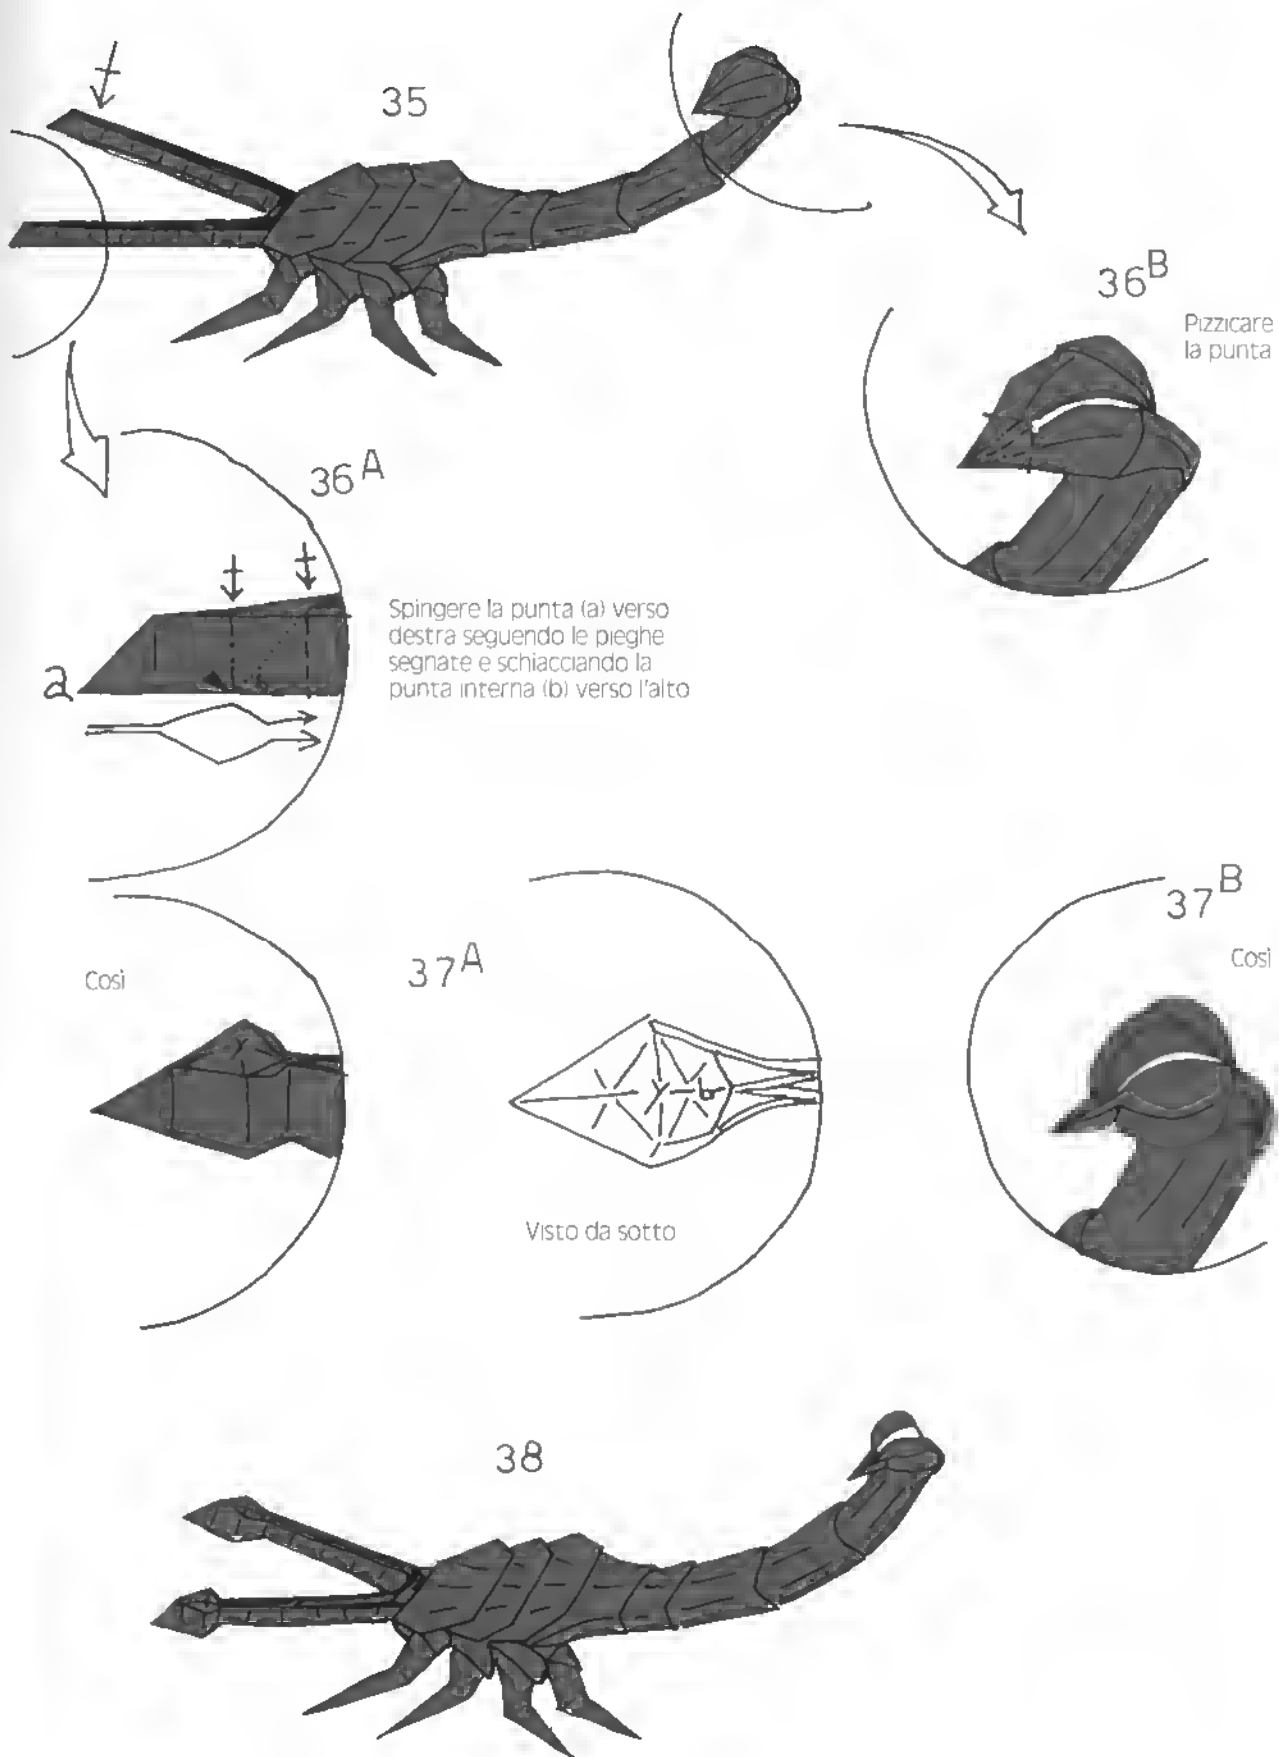 35
36B
Pizzicare
la punta
36A
Spingere la punta (a) verso
destra seguendo le pieghe
segnate e schiacciando la
punta interna (b) verso l'alto
a
37B
37A
Così
Così
b
Visto da sotto
38